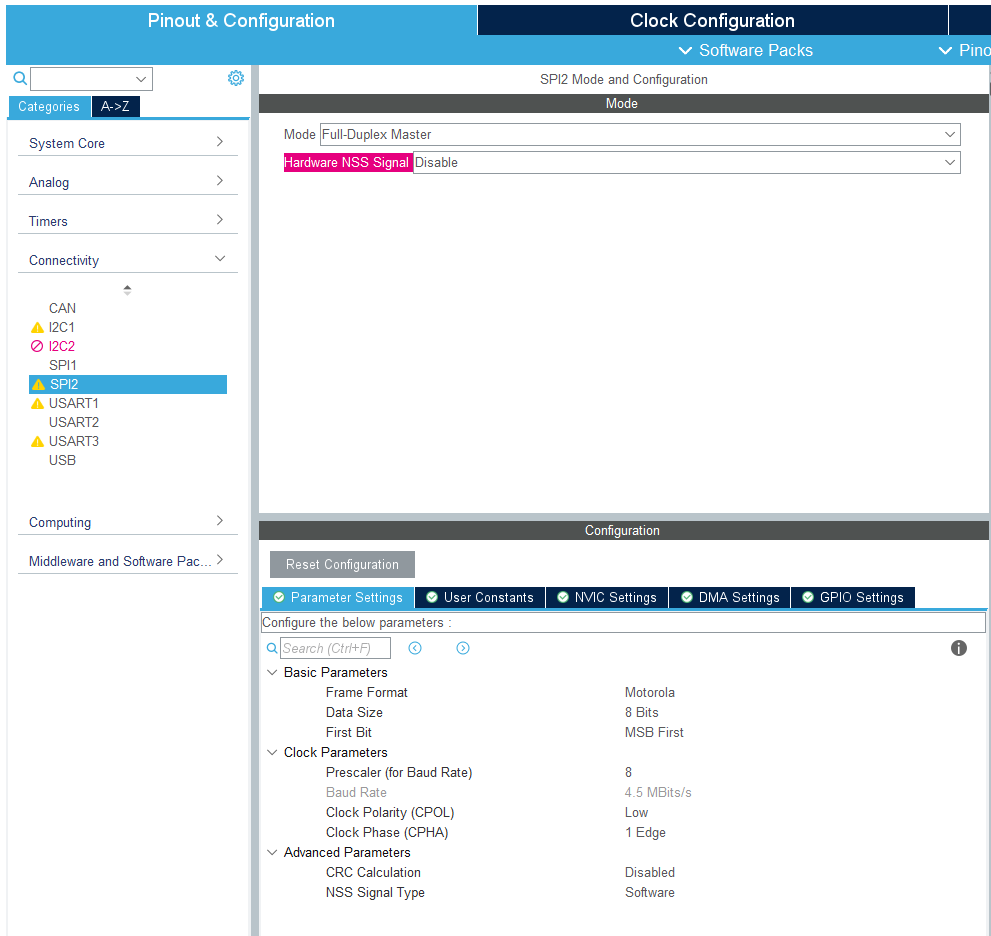 Pinout & Configuration
Clock Configuration
Software Packs
Pino
SPI2 Mode and Configuration
Categories
A->Z
System Core
Analog
Timers
Connectivity
CAN
I2C1
I2C2
SPI1
SPI2
USART1
USART2
USART3
USB
Computing
Middleware and Software Pac...
Mode
Mode Full-Duplex Master
Hardware NSS Signal Disable
Configuration
Reset Configuration
Parameter Settings
User Constants
NVIC Settings
DMA Settings
GPIO Settings
Configure the below parameters :
Search (Ctrl+F)
Basic Parameters
Frame Format Motorola
Data Size 8 Bits
First Bit MSB First
Clock Parameters
Prescaler (for Baud Rate) 8
Baud Rate 4.5 MBits/s
Clock Polarity (CPOL) Low
Clock Phase (CPHA) 1 Edge
Advanced Parameters
CRC Calculation Disabled
NSS Signal Type Software